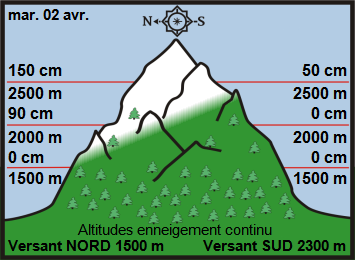 mar. 02 avr.
N S
150 cm 50 cm
2500 m 2500 m
90 cm 0 cm
2000 m 2000 m
0 cm 0 cm
1500 m 1500 m
Altitudes enneigement continu
Versant NORD 1500 m Versant SUD 2300 m